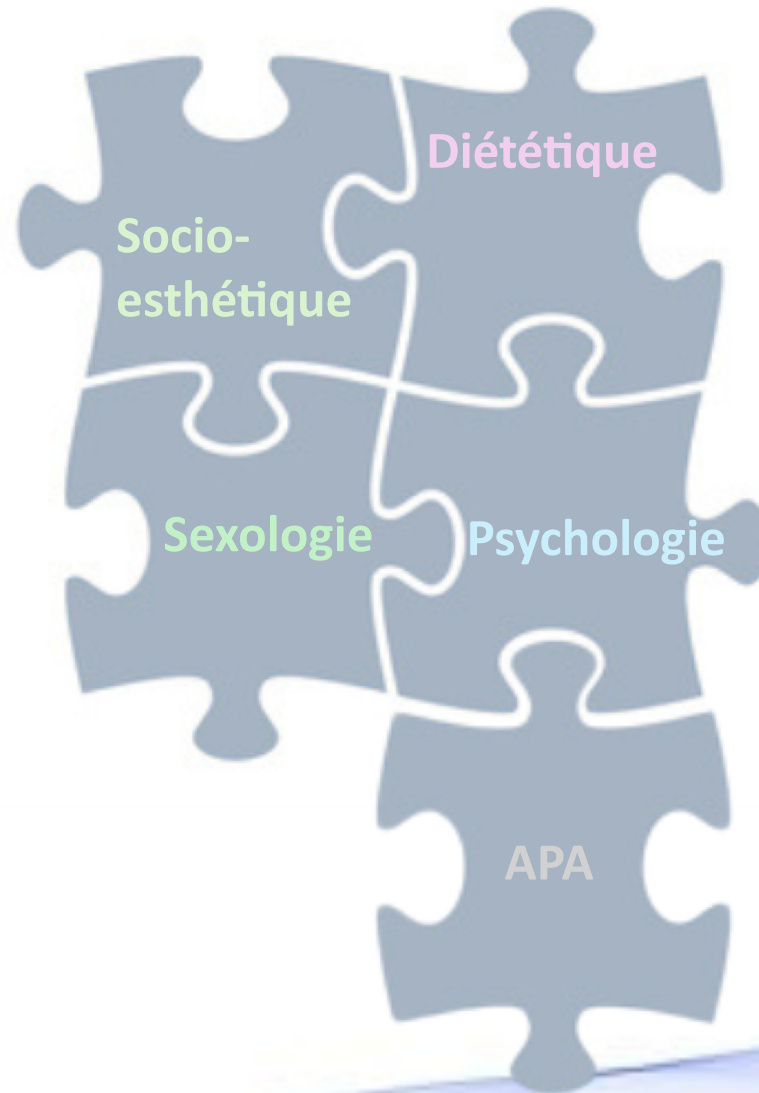 Diététique
Socio-
esthétique
Sexologie
Psychologie
APA